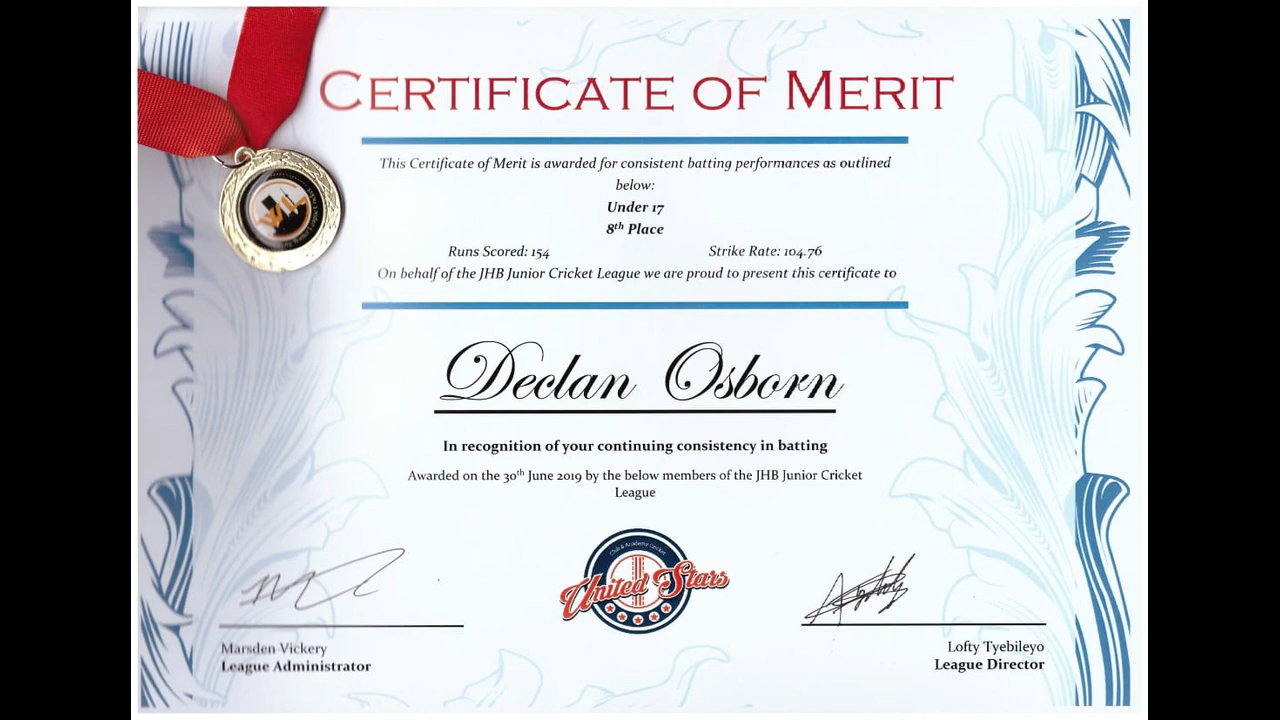 CERTIFICATE OF MERIT
This Certificate of Merit is awarded for consistent batting performances as outlined
below:
Under 17
8th Place
Runs Scored: 154 Strike Rate: 104.76
On behalf of the JHB Junior Cricket League we are proud to present this certificate to
Declan Osborn
In recognition of your continuing consistency in batting
Awarded on the 30th June 2019 by the below members of the JHB Junior Cricket
League
Club & Academy Cricket
United Stars
Marsden Vickery
League Administrator
Lofty Tyebileyo
League Director